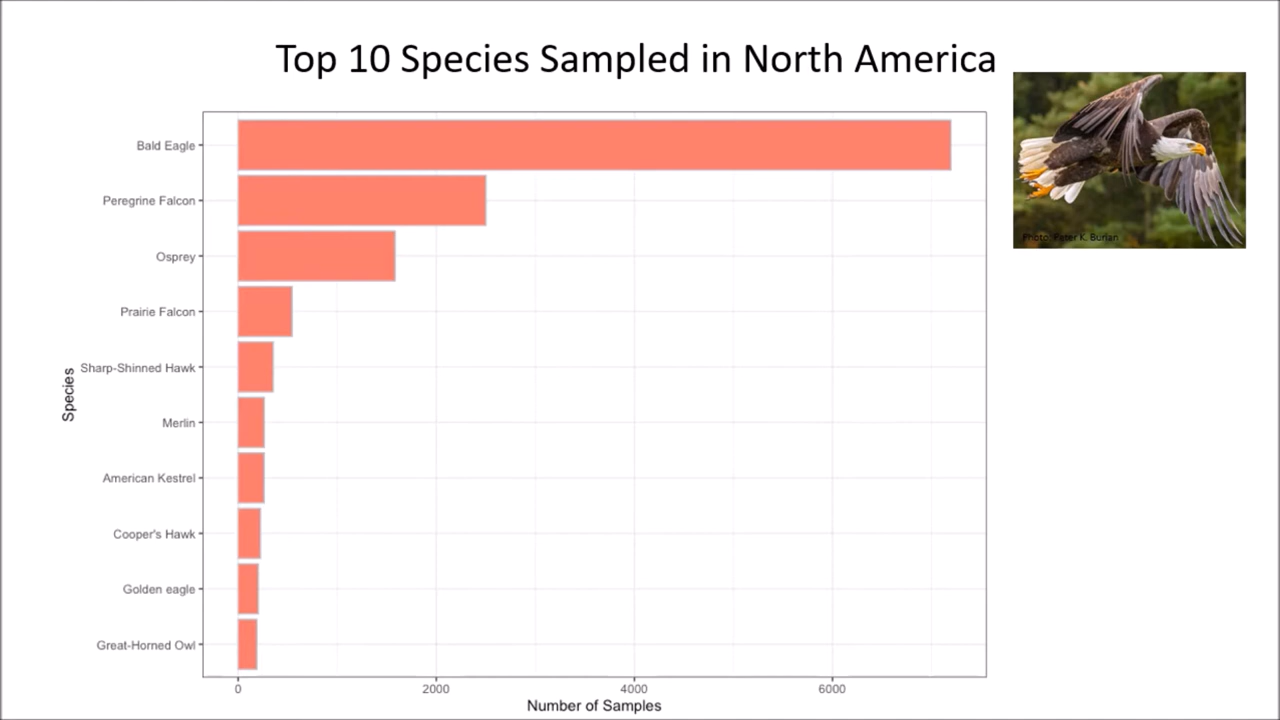 Top 10 Species Sampled in North America
Photo: Peter K. Burian
Bald Eagle
Peregrine Falcon
Osprey
Prairie Falcon
Sharp-Shinned Hawk
Merlin
American Kestrel
Cooper's Hawk
Golden eagle
Great-Horned Owl
Species
0 2000 4000 6000
Number of Samples